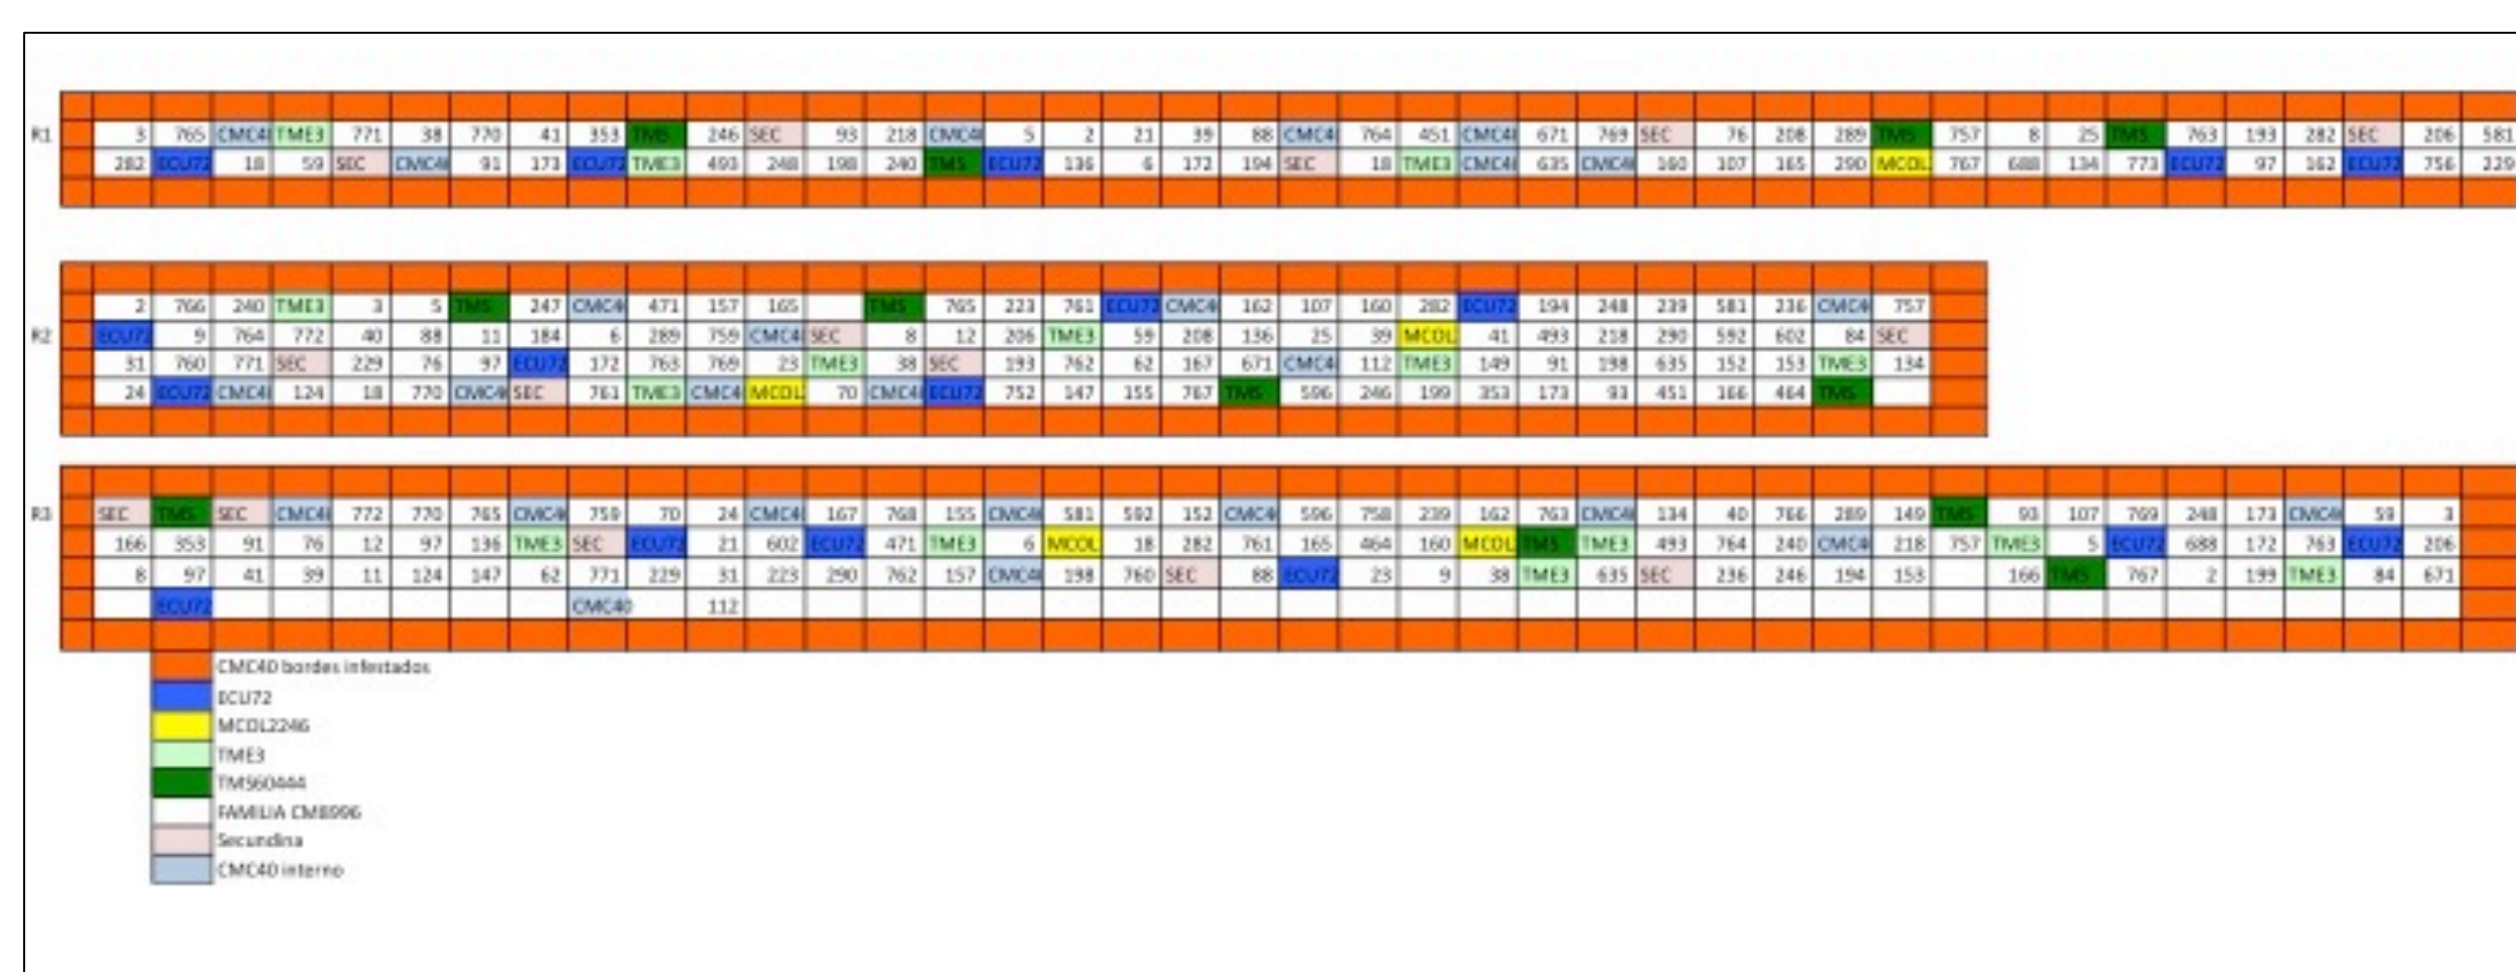 R1 3 765 CMC4 TME3 771 38 770 41 353 TMS 246 SEC 93 218 CMC4 5 2 21 39 88 CMC4 764 451 CMC4 671 769 SEC 76 208 289 TMS 757 8 25 TMS 763 193 282 SEC 206 581
282 ECU72 18 59 SEC CMC4 91 173 ECU72 TME3 493 248 198 240 TMS ECU72 136 6 172 194 SEC 18 TME3 CMC4 635 CMC4 160 107 165 290 MCOL 767 688 134 773 ECU72 97 162 ECU72 756 229
2 766 240 TME3 3 5 TMS 247 CMC4 471 157 165 TMS 765 223 761 ECU72 CMC4 162 107 160 282 ECU72 194 248 239 581 236 CMC4 757
R2 ECU72 9 764 772 40 88 11 184 6 289 759 CMC4 SEC 8 12 206 TME3 59 208 136 25 39 MCOL 41 493 218 290 592 602 84 SEC
31 760 771 SEC 229 76 97 ECU72 172 763 769 23 TME3 38 SEC 193 762 62 167 671 CMC4 112 TME3 149 91 198 635 152 153 TME3 134
24 ECU72 CMC4 124 18 770 CMC4 SEC 761 TME3 CMC4 MCOL 70 CMC4 ECU72 752 147 155 767 TMS 596 246 199 353 173 93 451 166 464 TMS
R3 SEC TMS SEC CMC4 772 770 765 CMC4 759 70 24 CMC4 167 768 155 CMC4 581 592 152 CMC4 596 758 239 162 763 CMC4 134 40 766 289 149 TMS 93 107 769 248 173 CMC4 59 3
166 353 91 76 12 97 136 TME3 SEC ECU72 21 602 ECU72 471 TME3 6 MCOL 18 282 761 165 464 160 MCOL TMS TME3 493 764 240 CMC4 218 757 TME3 5 ECU72 688 172 763 ECU72 206
8 97 41 39 11 124 147 62 771 229 31 223 290 762 157 CMC4 198 760 SEC 88 ECU72 23 9 38 TME3 635 SEC 236 246 194 153 166 TMS 767 2 199 TME3 84 671
ECU72 CMC40 112
CMC40 bordes infestados
ECU72
MCOL2246
TME3
TMS60444
FAMILIA CM8996
Secundina
CMC40 interno